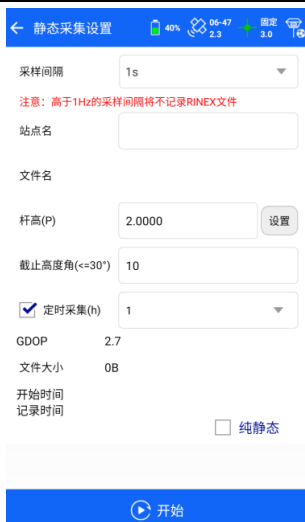 静态采集设置 40% 06-47 2.3 固定 3.0
采样间隔 1s
注意：高于1Hz的采样间隔将不记录RINEX文件
站点名
文件名
杆高(P) 2.0000 设置
截止高度角(<=30°) 10
定时采集(h) 1
GDOP 2.7
文件大小 0B
开始时间
记录时间
纯静态
开始